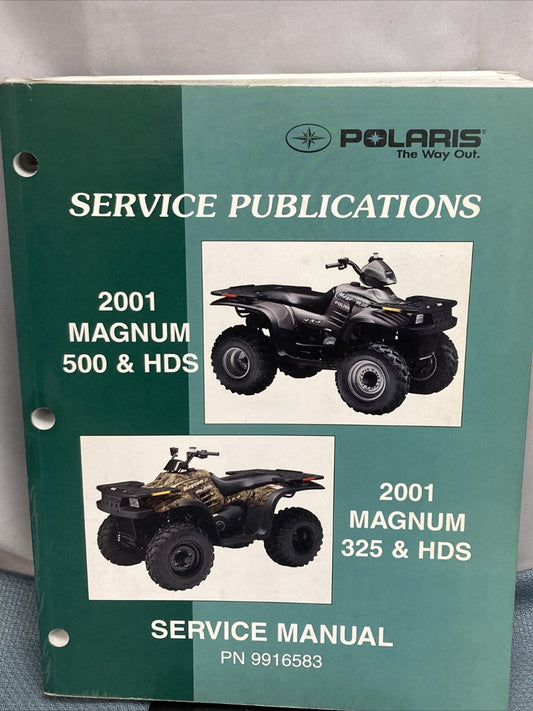 POLARIS®
The Way Out.
SERVICE PUBLICATIONS
2001
MAGNUM
500 & HDS
2001
MAGNUM
325 & HDS
SERVICE MANUAL
PN 9916583